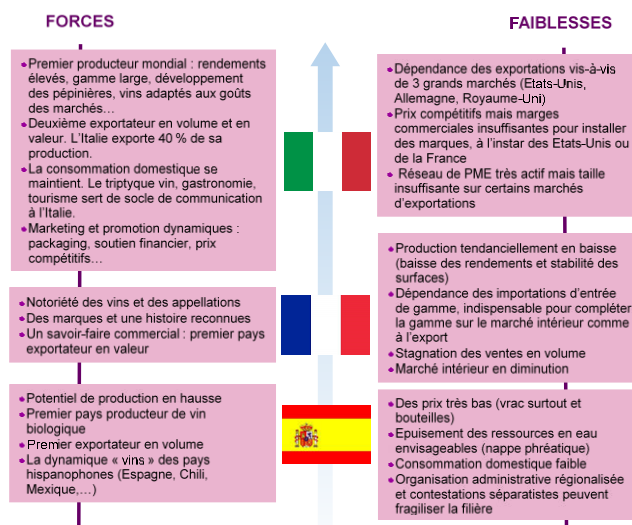 FORCES
• Premier producteur mondial : rendements
élevés, gamme large, développement
des pépinières, vins adaptés aux goûts
des marchés…
• Deuxième exportateur en volume et en
valeur. L'Italie exporte 40 % de sa
production.
• La consommation domestique se
maintient. Le triptyque vin, gastronomie,
tourisme sert de socle de communication
à l'Italie.
• Marketing et promotion dynamiques :
packaging, soutien financier, prix
compétitifs…
• Notoriété des vins et des appellations
• Des marques et une histoire reconnues
• Un savoir-faire commercial : premier pays
exportateur en valeur
• Potentiel de production en hausse
• Premier pays producteur de vin
biologique
• Premier exportateur en volume
• La dynamique « vins » des pays
hispanophones (Espagne, Chili,
Mexique,…)
FAIBLESSES
• Dépendance des exportations vis-à-vis
de 3 grands marchés (Etats-Unis,
Allemagne, Royaume-Uni)
• Prix compétitifs mais marges
commerciales insuffisantes pour installer
des marques, à l'instar des Etats-Unis ou
de la France
• Réseau de PME très actif mais taille
insuffisante sur certains marchés
d'exportations
• Production tendanciellement en baisse
(baisse des rendements et stabilité des
surfaces)
• Dépendance des importations d'entrée
de gamme, indispensable pour compléter
la gamme sur le marché intérieur comme
à l'export
• Stagnation des ventes en volume
• Marché intérieur en diminution
• Des prix très bas (vrac surtout et
bouteilles)
• Epuisement des ressources en eau
envisageables (nappe phréatique)
• Consommation domestique faible
• Organisation administrative régionalisée
et contestations séparatistes peuvent
fragiliser la filière